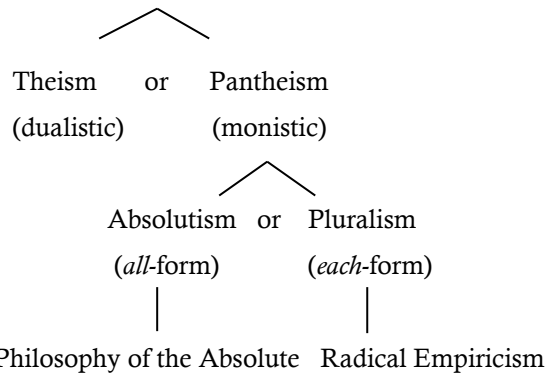 Theism or Pantheism
(dualistic) (monistic)
Absolutism or Pluralism
(all-form) (each-form)
Philosophy of the Absolute Radical Empiricism